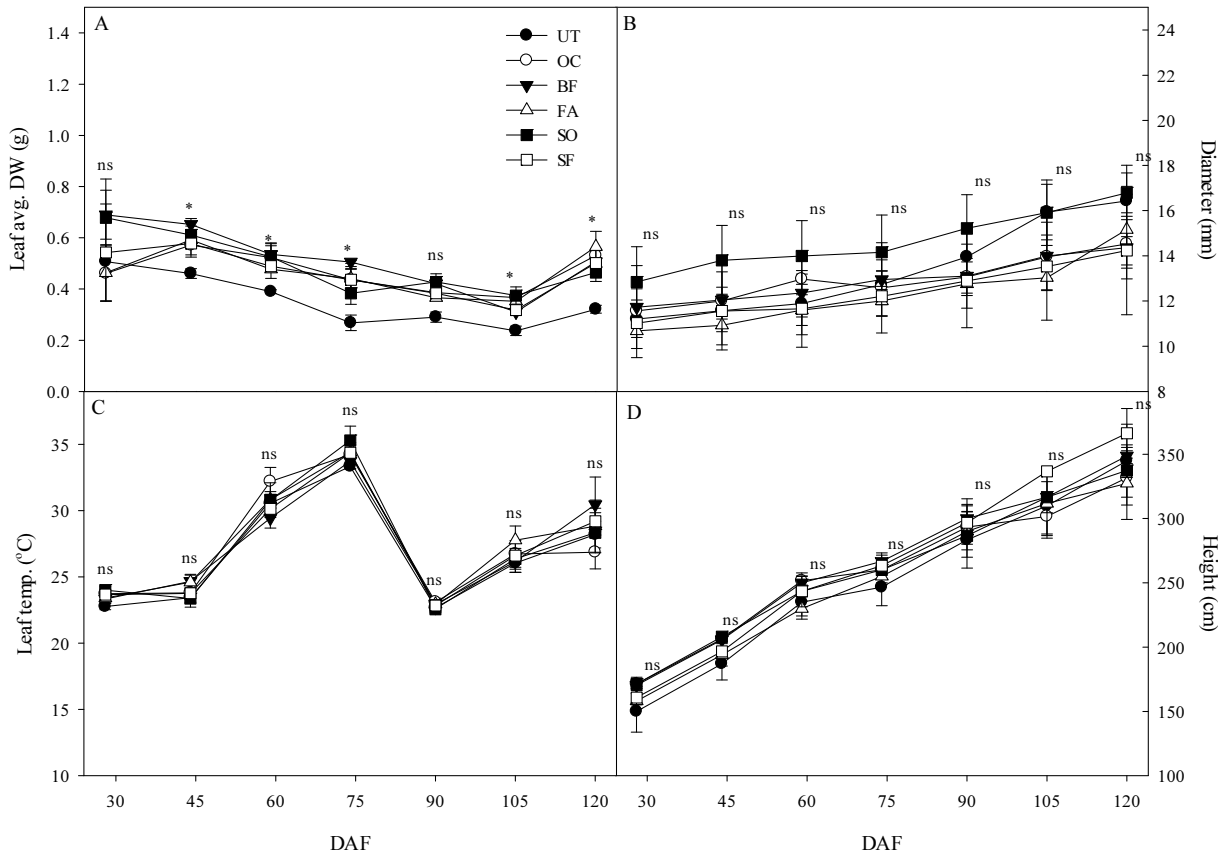 A
1.4
1.2
1.0
0.8
0.6
0.4
0.2
0.0
Leaf avg. DW (g)
UT
OC
BF
FA
SO
SF
ns
*
*
*
ns
*
*
B
24
22
20
18
16
14
12
10
8
Diameter (mm)
ns
ns
ns
ns
ns
ns
ns
C
35
30
25
20
15
10
Leaf temp. (°C)
ns
ns
ns
ns
ns
ns
ns
30
45
60
75
90
105
120
DAF
D
350
300
250
200
150
100
Height (cm)
ns
ns
ns
ns
ns
ns
ns
30
45
60
75
90
105
120
DAF